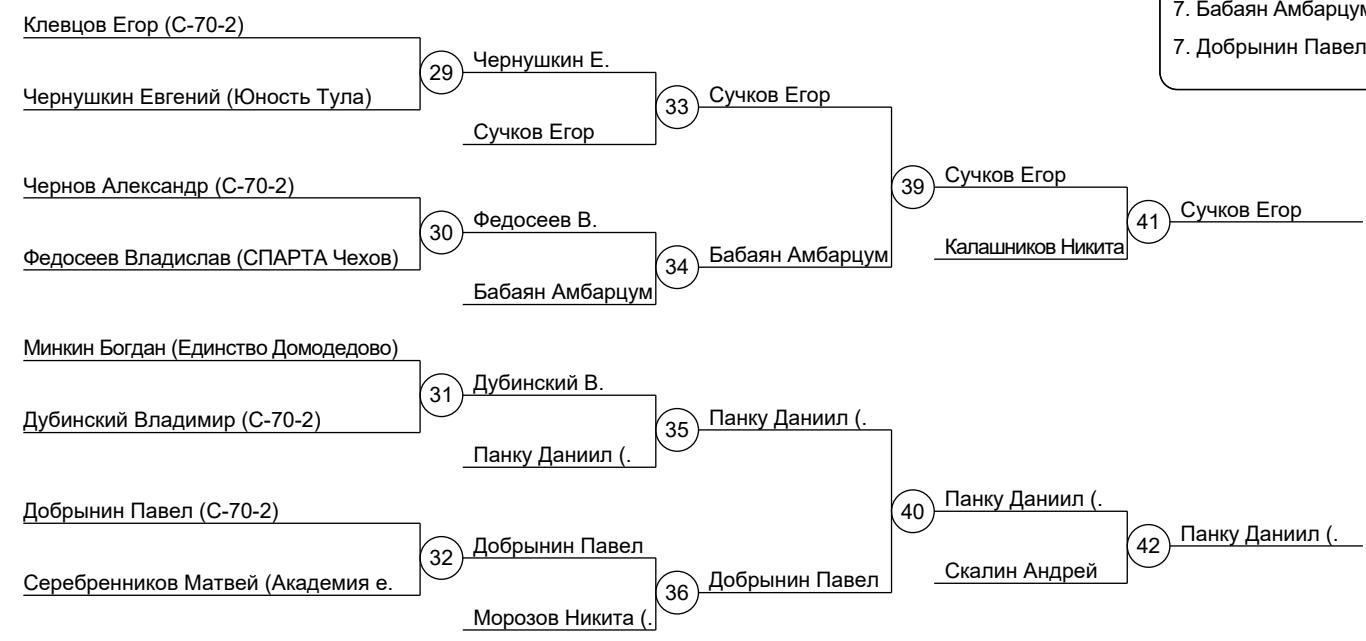 7. Бабаян Амбарцум
7. Добрынин Павел
Клевцов Егор (С-70-2)
29
Чернушкин Е.
Чернушкин Евгений (Юность Тула)
33
Сучков Егор
Сучков Егор
Чернов Александр (С-70-2)
39
Сучков Егор
30
Федосеев В.
41
Сучков Егор
Федосеев Владислав (СПАРТА Чехов)
34
Бабаян Амбарцум
Калашников Никита
Бабаян Амбарцум
Минкин Богдан (Единство Домодедово)
31
Дубинский В.
Дубинский Владимир (С-70-2)
35
Панку Даниил (.
Панку Даниил (.
Добрынин Павел (С-70-2)
40
Панку Даниил (.
32
Добрынин Павел
42
Панку Даниил (.
Серебренников Матвей (Академия е.
36
Добрынин Павел
Скалин Андрей
Морозов Никита (.